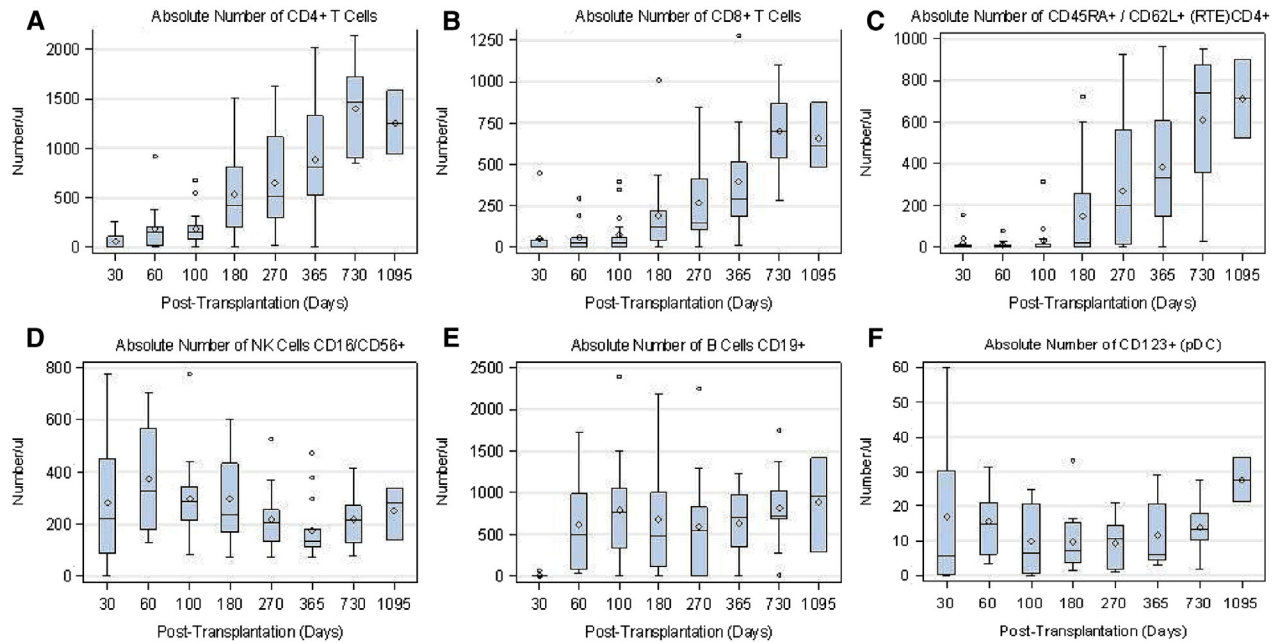 A
Absolute Number of CD4+ T Cells
2000
1500
1000
500
0
Number/ul
30 60 100 180 270 365 730 1095
Post-Transplantation (Days)
B
Absolute Number of CD8+ T Cells
1250
1000
750
500
250
0
Number/ul
30 60 100 180 270 365 730 1095
Post-Transplantation (Days)
C
Absolute Number of CD45RA+ / CD62L+ (RTE)CD4+
1000
800
600
400
200
0
Number/ul
30 60 100 180 270 365 730 1095
Post-Transplantation (Days)
D
Absolute Number of NK Cells CD16/CD56+
800
600
400
200
0
Number/ul
30 60 100 180 270 365 730 1095
Post-Transplantation (Days)
E
Absolute Number of B Cells CD19+
2500
2000
1500
1000
500
0
Number/ul
30 60 100 180 270 365 730 1095
Post-Transplantation (Days)
F
Absolute Number of CD123+ (pDC)
60
50
40
30
20
10
0
Number/ul
30 60 100 180 270 365 730 1095
Post-Transplantation (Days)